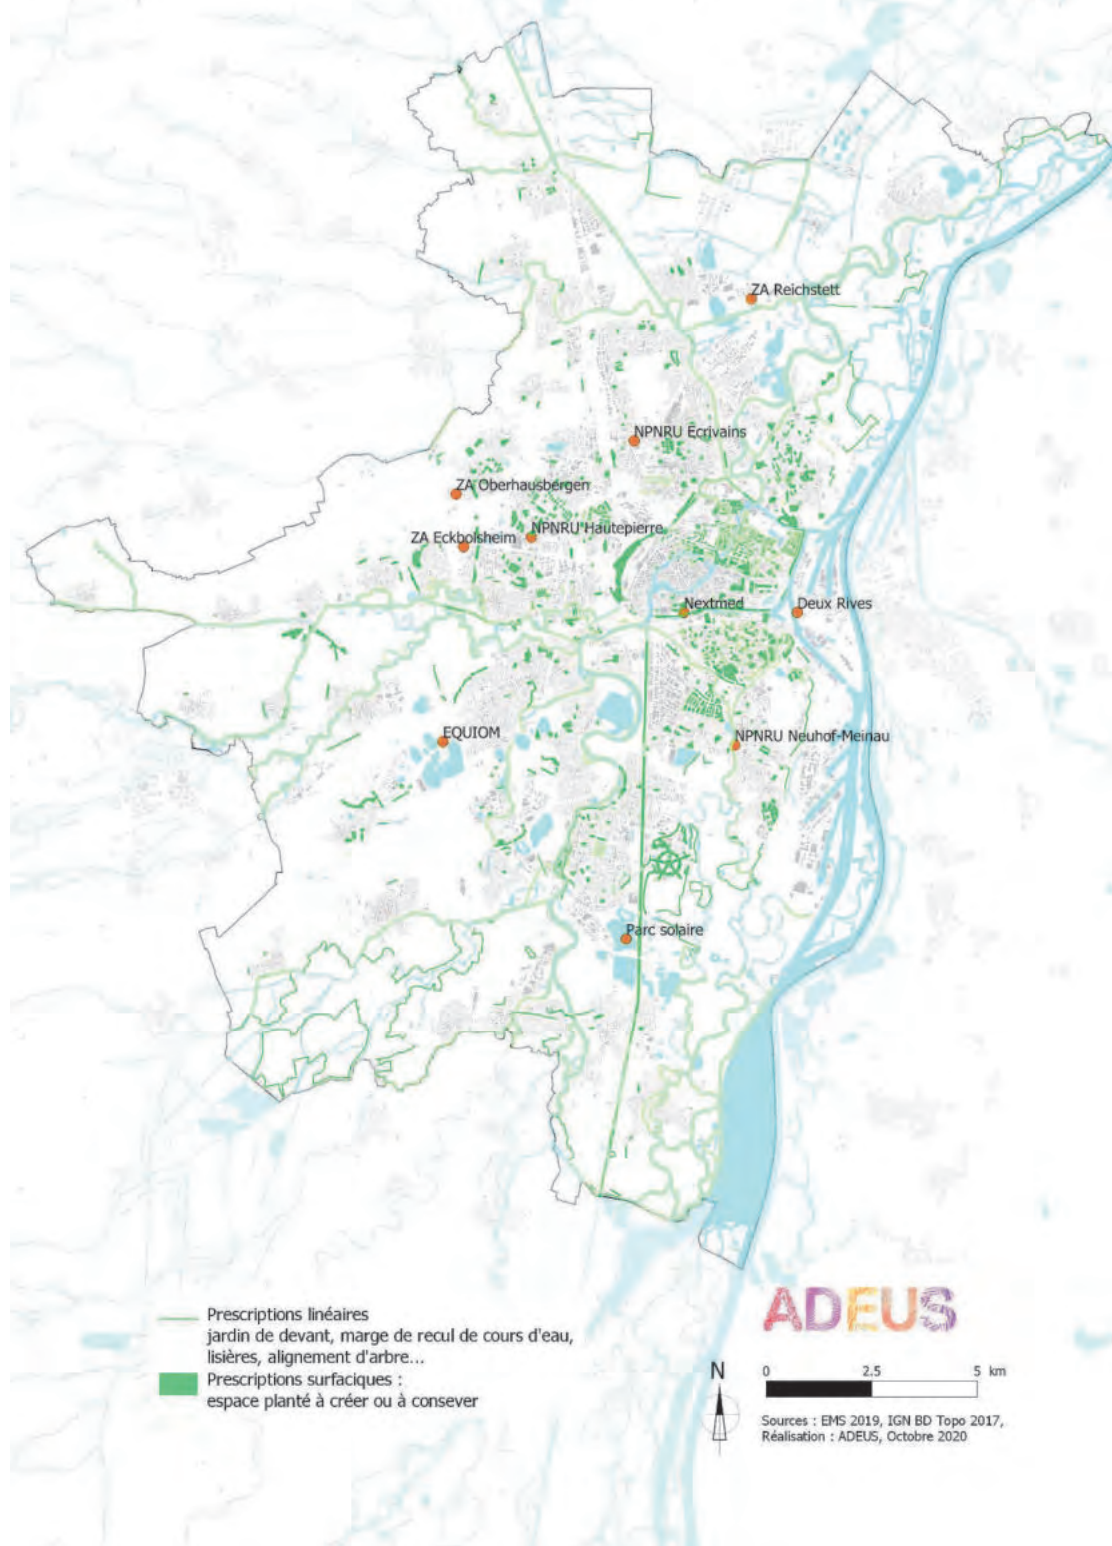 ZA Reichstett
NPNRU Écrivains
ZA Oberhausbergen
NPNRU Hautepierre
ZA Eckbolsheim
Nextmed
Deux Rives
EQUIOM
NPNRU Neuhof-Meinau
Parc solaire
Prescriptions linéaires
jardin de devant, marge de recul de cours d'eau,
lisières, alignement d'arbre...
Prescriptions surfaciques :
espace planté à créer ou à consever
ADEUS
N
0 2.5 5 km
Sources : EMS 2019, IGN BD Topo 2017,
Réalisation : ADEUS, Octobre 2020